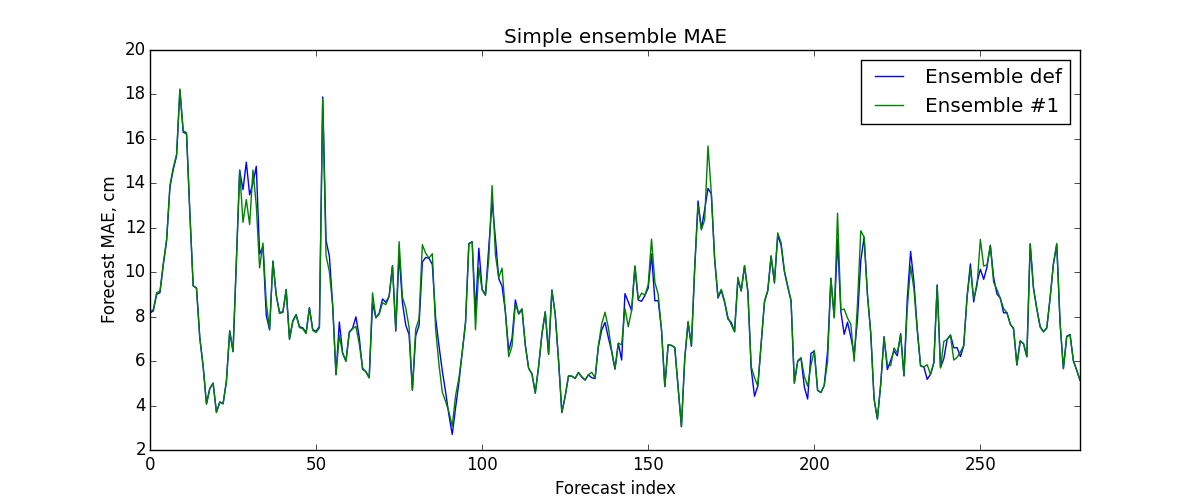 Simple ensemble MAE
20
18
16
14
12
10
8
6
4
2
Forecast MAE, cm
Ensemble def
Ensemble #1
0 50 100 150 200 250
Forecast index